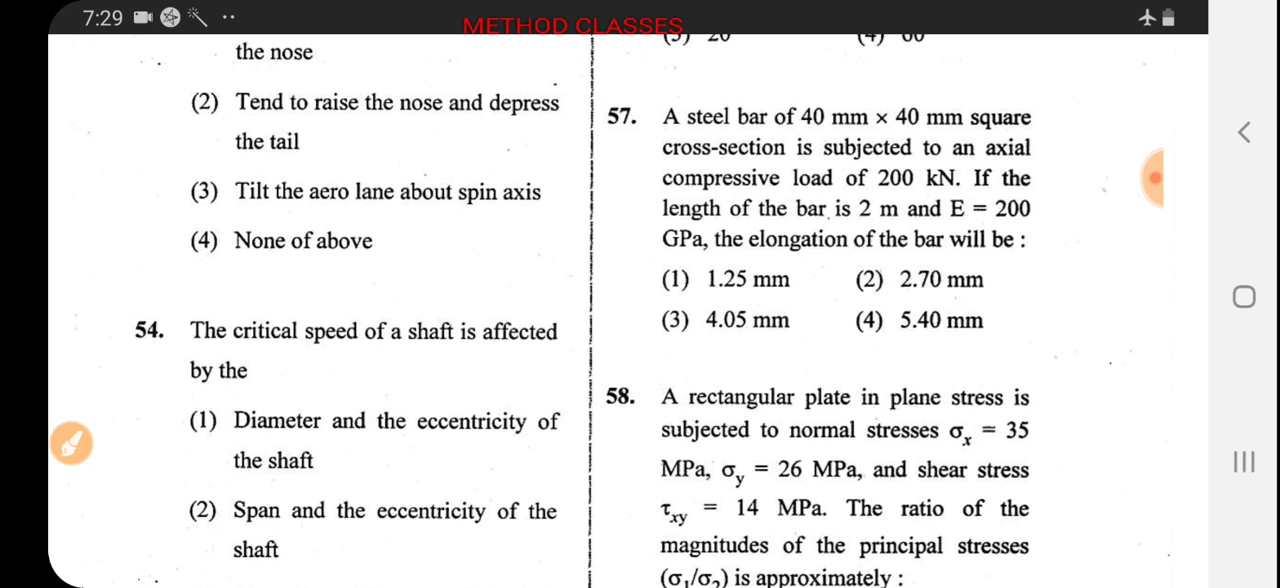 7:29
METHOD CLASSES
the nose
(2) Tend to raise the nose and depress
the tail
(3) Tilt the aero lane about spin axis
(4) None of above
54. The critical speed of a shaft is affected
by the
(1) Diameter and the eccentricity of
the shaft
(2) Span and the eccentricity of the
shaft
(3) 20 (4) 60
57. A steel bar of 40 mm × 40 mm square
cross-section is subjected to an axial
compressive load of 200 kN. If the
length of the bar is 2 m and E = 200
GPa, the elongation of the bar will be :
(1) 1.25 mm (2) 2.70 mm
(3) 4.05 mm (4) 5.40 mm
58. A rectangular plate in plane stress is
subjected to normal stresses σx = 35
MPa, σy = 26 MPa, and shear stress
τxy = 14 MPa. The ratio of the
magnitudes of the principal stresses
(σ1/σ2) is approximately :